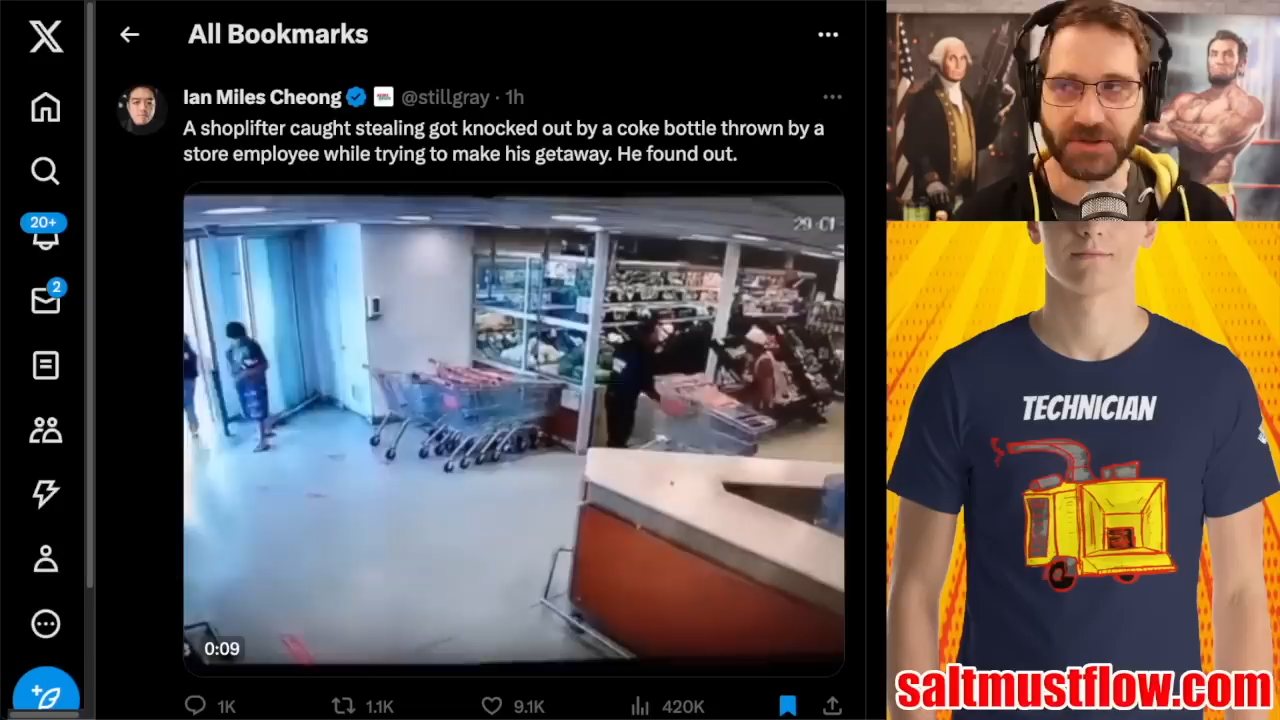 All Bookmarks
Ian Miles Cheong @stillgray · 1h
A shoplifter caught stealing got knocked out by a coke bottle thrown by a
store employee while trying to make his getaway. He found out.
20+
2
0:09
1K
1.1K
9.1K
420K
TECHNICIAN
saltmustflow.com